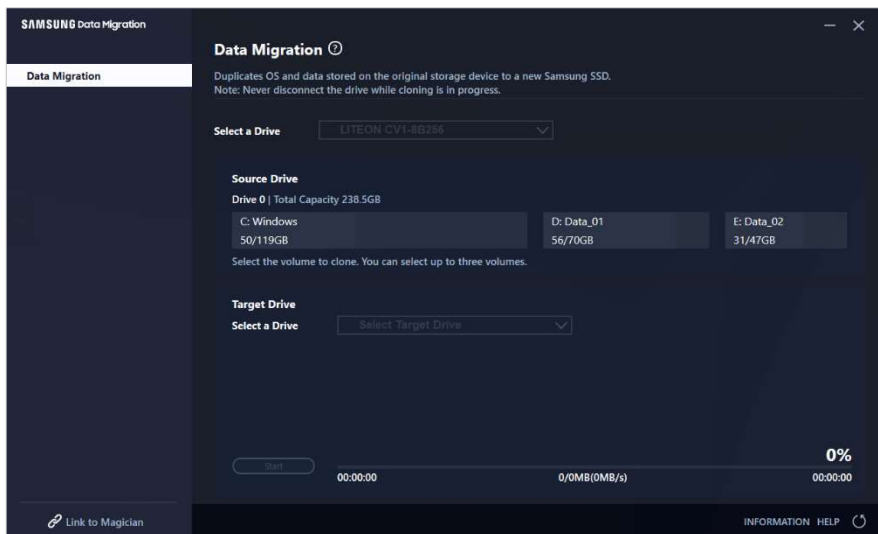 SAMSUNG Data Migration
Data Migration
Data Migration ?
Duplicates OS and data stored on the original storage device to a new Samsung SSD.
Note: Never disconnect the drive while cloning is in progress.
Select a Drive LITEON CV1-8B256
Source Drive
Drive 0 | Total Capacity 238.5GB
C: Windows D: Data_01 E: Data_02
50/119GB 56/70GB 31/47GB
Select the volume to clone. You can select up to three volumes.
Target Drive
Select a Drive Select Target Drive
0%
Start
00:00:00 0/0MB(0MB/s) 00:00:00
Link to Magician INFORMATION HELP